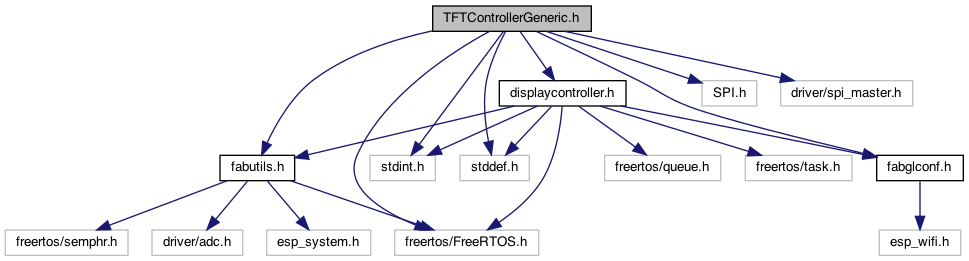 TFTControllerGeneric.h
displaycontroller.h
SPI.h
driver/spi_master.h
fabutils.h
stdint.h
stddef.h
freertos/queue.h
freertos/task.h
fabglconf.h
freertos/semphr.h
driver/adc.h
esp_system.h
freertos/FreeRTOS.h
esp_wifi.h